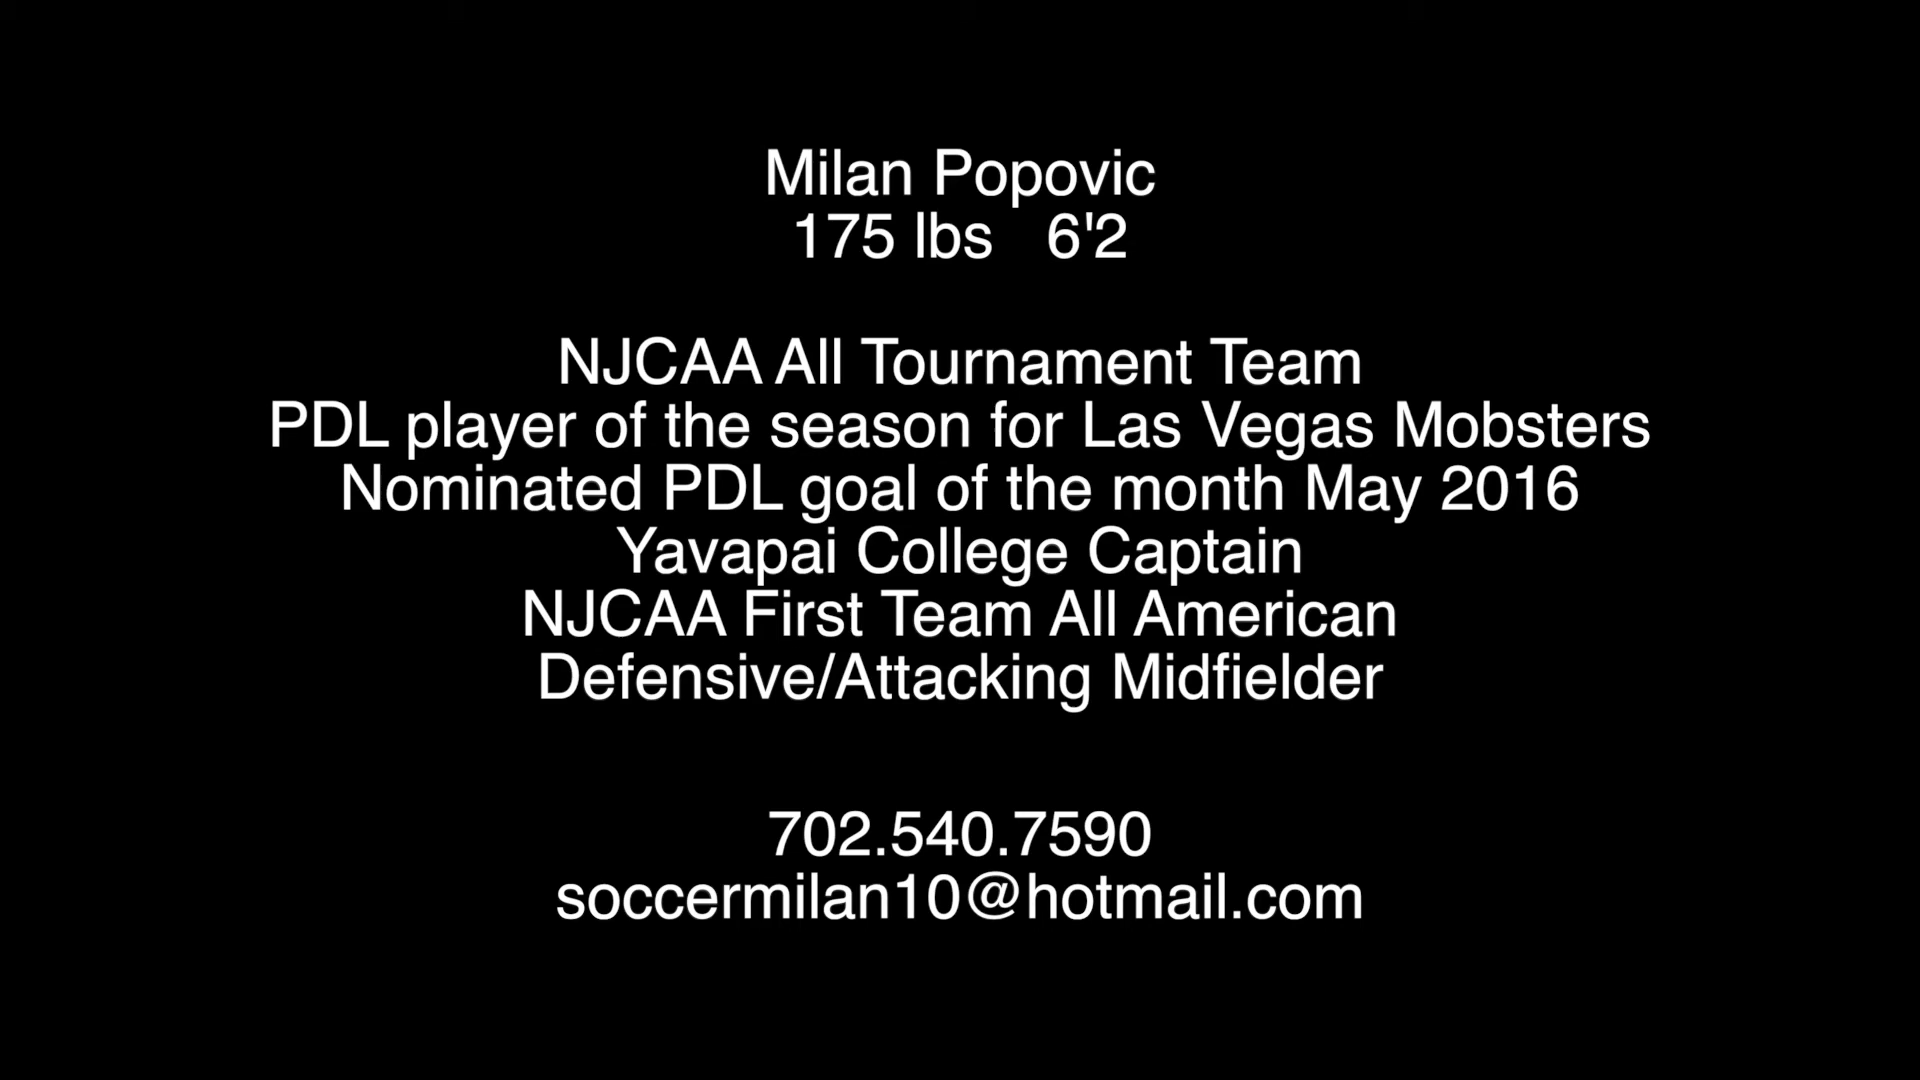 Milan Popovic
175 lbs   6'2
NJCAA All Tournament Team
PDL player of the season for Las Vegas Mobsters
Nominated PDL goal of the month May 2016
Yavapai College Captain
NJCAA First Team All American
Defensive/Attacking Midfielder
702.540.7590
soccermilan10@hotmail.com